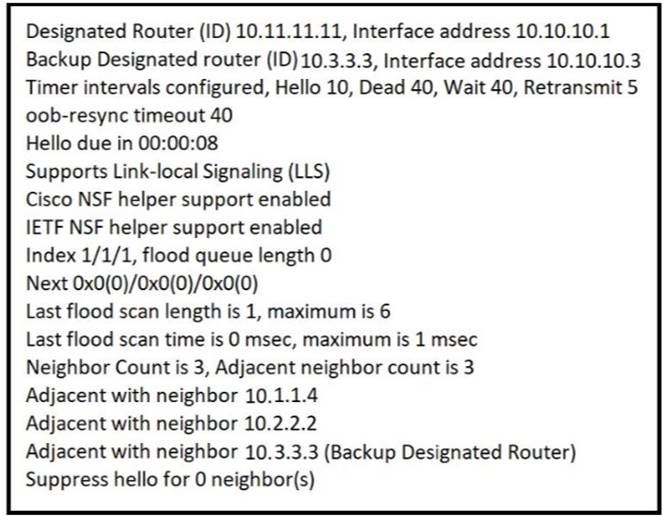 Designated Router (ID) 10.11.11.11, Interface address 10.10.10.1
Backup Designated router (ID) 10.3.3.3, Interface address 10.10.10.3
Timer intervals configured, Hello 10, Dead 40, Wait 40, Retransmit 5
oob-resync timeout 40
Hello due in 00:00:08
Supports Link-local Signaling (LLS)
Cisco NSF helper support enabled
IETF NSF helper support enabled
Index 1/1/1, flood queue length 0
Next 0x0(0)/0x0(0)/0x0(0)
Last flood scan length is 1, maximum is 6
Last flood scan time is 0 msec, maximum is 1 msec
Neighbor Count is 3, Adjacent neighbor count is 3
Adjacent with neighbor 10.1.1.4
Adjacent with neighbor 10.2.2.2
Adjacent with neighbor 10.3.3.3 (Backup Designated Router)
Suppress hello for 0 neighbor(s)